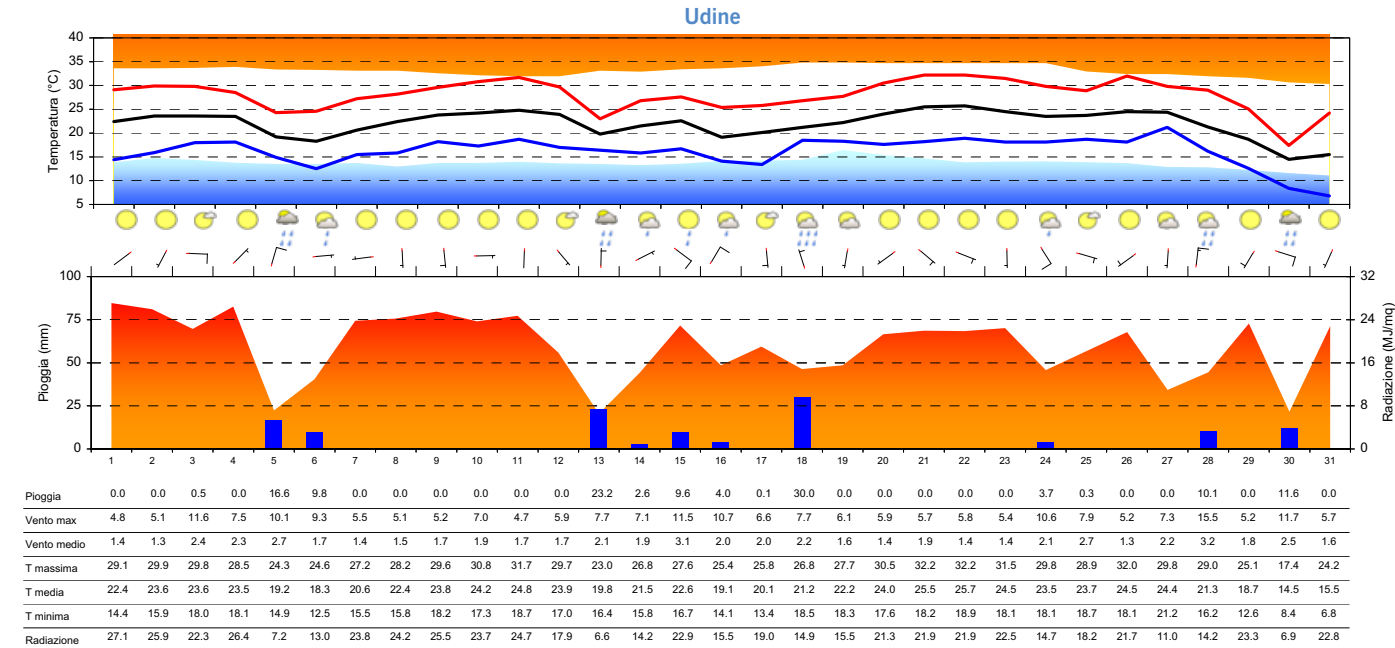 Udine
Temperatura (°C)
40
35
30
25
20
15
10
5
Pioggia (mm)
100
75
50
25
0
Radiazione (MJ/mq)
32
24
16
8
0
1 2 3 4 5 6 7 8 9 10 11 12 13 14 15 16 17 18 19 20 21 22 23 24 25 26 27 28 29 30 31
Pioggia 0.0 0.0 0.5 0.0 16.6 9.8 0.0 0.0 0.0 0.0 0.0 0.0 23.2 2.6 9.6 4.0 0.1 30.0 0.0 0.0 0.0 0.0 0.0 3.7 0.3 0.0 0.0 10.1 0.0 11.6 0.0
Vento max 4.8 5.1 11.6 7.5 10.1 9.3 5.5 5.1 5.2 7.0 4.7 5.9 7.7 7.1 11.5 10.7 6.6 7.7 6.1 5.9 5.7 5.8 5.4 10.6 7.9 5.2 7.3 15.5 5.2 11.7 5.7
Vento medio 1.4 1.3 2.4 2.3 2.7 1.7 1.4 1.5 1.7 1.9 1.7 1.7 2.1 1.9 3.1 2.0 2.0 2.2 1.6 1.4 1.9 1.4 1.4 2.1 2.7 1.3 2.2 3.2 1.8 2.5 1.6
T massima 29.1 29.9 29.8 28.5 24.3 24.6 27.2 28.2 29.6 30.8 31.7 29.7 23.0 26.8 27.6 25.4 25.8 26.8 27.7 30.5 32.2 32.2 31.5 29.8 28.9 32.0 29.8 29.0 25.1 17.4 24.2
T media 22.4 23.6 23.6 23.5 19.2 18.3 20.6 22.4 23.8 24.2 24.8 23.9 19.8 21.5 22.6 19.1 20.1 21.2 22.2 24.0 25.5 25.7 24.5 23.5 23.7 24.5 24.4 21.3 18.7 14.5 15.5
T minima 14.4 15.9 18.0 18.1 14.9 12.5 15.5 15.8 18.2 17.3 18.7 17.0 16.4 15.8 16.7 14.1 13.4 18.5 18.3 17.6 18.2 18.9 18.1 18.1 18.7 18.1 21.2 16.2 12.6 8.4 6.8
Radiazione 27.1 25.9 22.3 26.4 7.2 13.0 23.8 24.2 25.5 23.7 24.7 17.9 6.6 14.2 22.9 15.5 19.0 14.9 15.5 21.3 21.9 21.9 22.5 14.7 18.2 21.7 11.0 14.2 23.3 6.9 22.8